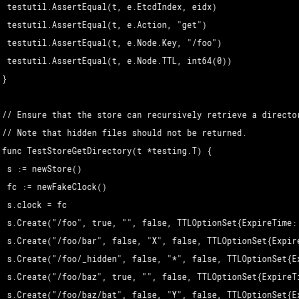 testutil.AssertEqual(t, e.EtcdIndex, eidx)
testutil.AssertEqual(t, e.Action, "get")
testutil.AssertEqual(t, e.Node.Key, "/foo")
testutil.AssertEqual(t, e.Node.TTL, int64(0))
}
// Ensure that the store can recursively retrieve a director
// Note that hidden files should not be returned.
func TestStoreGetDirectory(t *testing.T) {
s := newStore()
fc := newFakeClock()
s.clock = fc
s.Create("/foo", true, "", false, TTLOptionSet{ExpireTime:
s.Create("/foo/bar", false, "X", false, TTLOptionSet{Expire
s.Create("/foo/_hidden", false, "*", false, TTLOptionSet{Ex
s.Create("/foo/baz", true, "", false, TTLOptionSet{ExpireTi
s.Create("/foo/baz/bat", false, "Y", false, TTLOptionSet{Ex